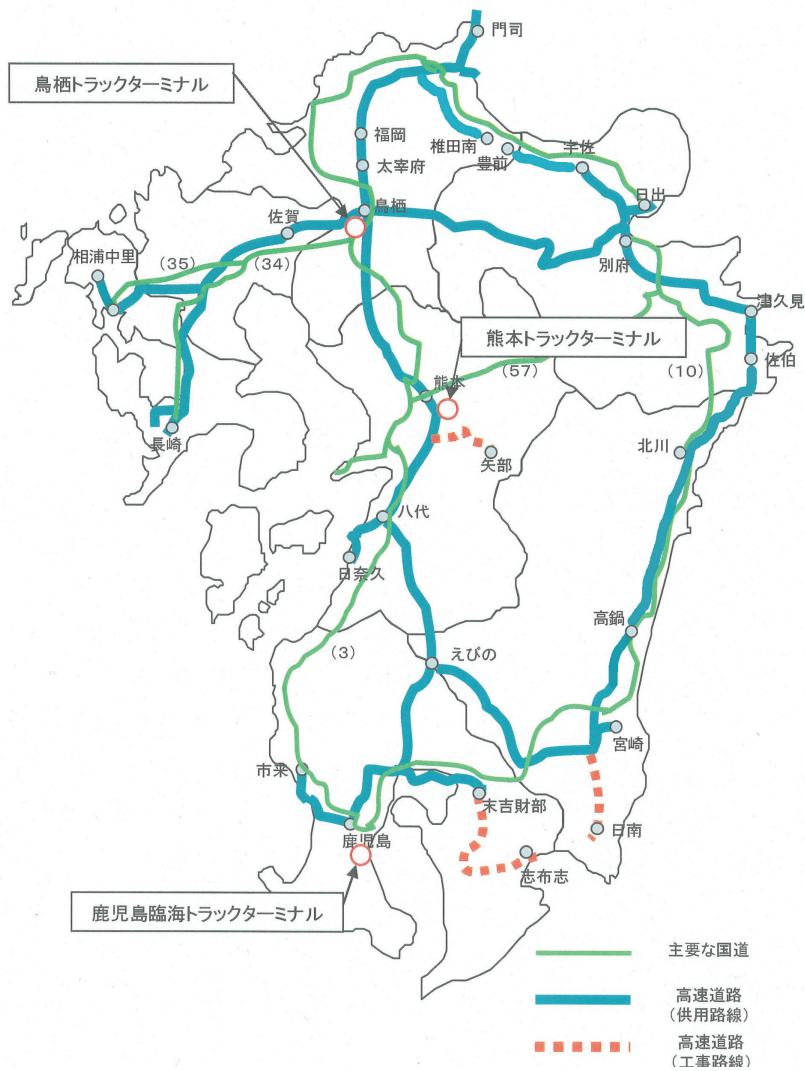 門司
鳥栖トラックターミナル
福岡
椎田南
豊前
宇佐
太宰府
日出
鳥栖
佐賀
相浦中里
(35)
(34)
別府
津久見
熊本トラックターミナル
佐伯
(57)
(10)
熊本
長崎
矢部
北川
八代
日奈久
高鍋
(3)
えびの
宮崎
市来
末吉財部
日南
鹿児島
志布志
鹿児島臨海トラックターミナル
主要な国道
高速道路
(供用路線)
高速道路
(工事路線)